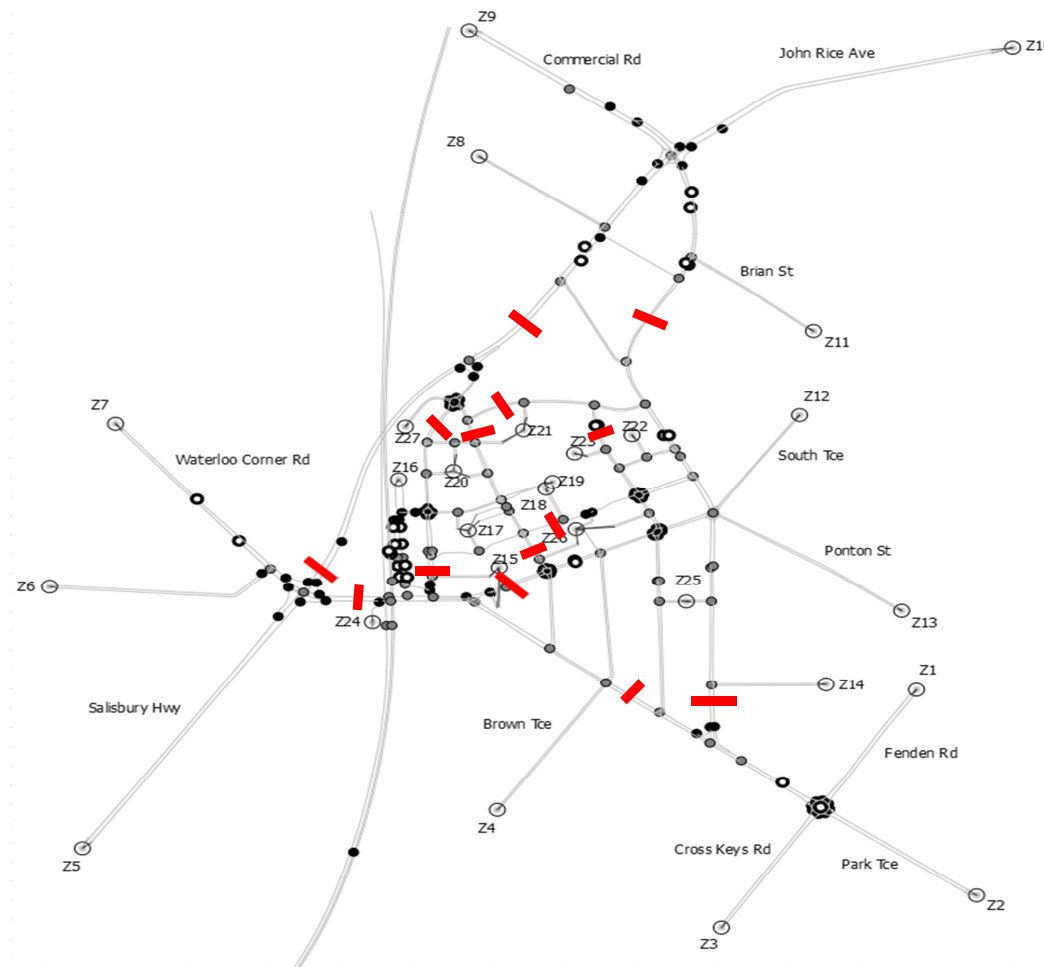 Z9
Z10
John Rice Ave
Commercial Rd
Z8
Brian St
Z11
Z12
Z7
Z27
Z21
Z22
Z23
South Tce
Waterloo Corner Rd
Z16
Z20
Z19
Z18
Z17
Z26
Ponton St
Z15
Z25
Z6
Z24
Z13
Z14
Z1
Salisbury Hwy
Brown Tce
Fenden Rd
Z4
Cross Keys Rd
Park Tce
Z5
Z2
Z3